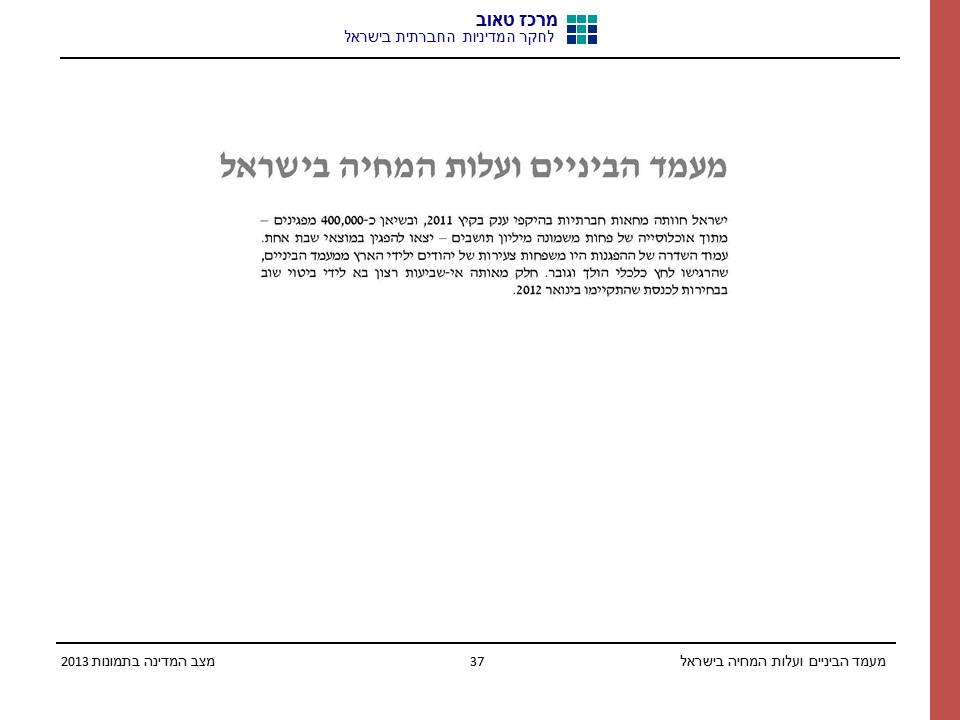 מרכז טאוב
לחקר המדיניות החברתית בישראל
מעמד הביניים ועלות המחיה בישראל
ישראל חוותה מחאות חברתיות בהיקפי ענק בקיץ 2011, ובשיאן כ-400,000 מפגינים –
מתוך אוכלוסייה של פחות משמונה מיליון תושבים – יצאו להפגין במוצאי שבת אחת.
עמוד השדרה של ההפגנות היו משפחות צעירות של יהודים ילידי הארץ ממעמד הביניים,
שהרגישו לחץ כלכלי הולך וגובר. חלק מאותה אי-שביעות רצון בא לידי ביטוי שוב
בבחירות לכנסת שהתקיימו בינואר 2012.
מעמד הביניים ועלות המחיה בישראל
37
מצב המדינה בתמונות 2013